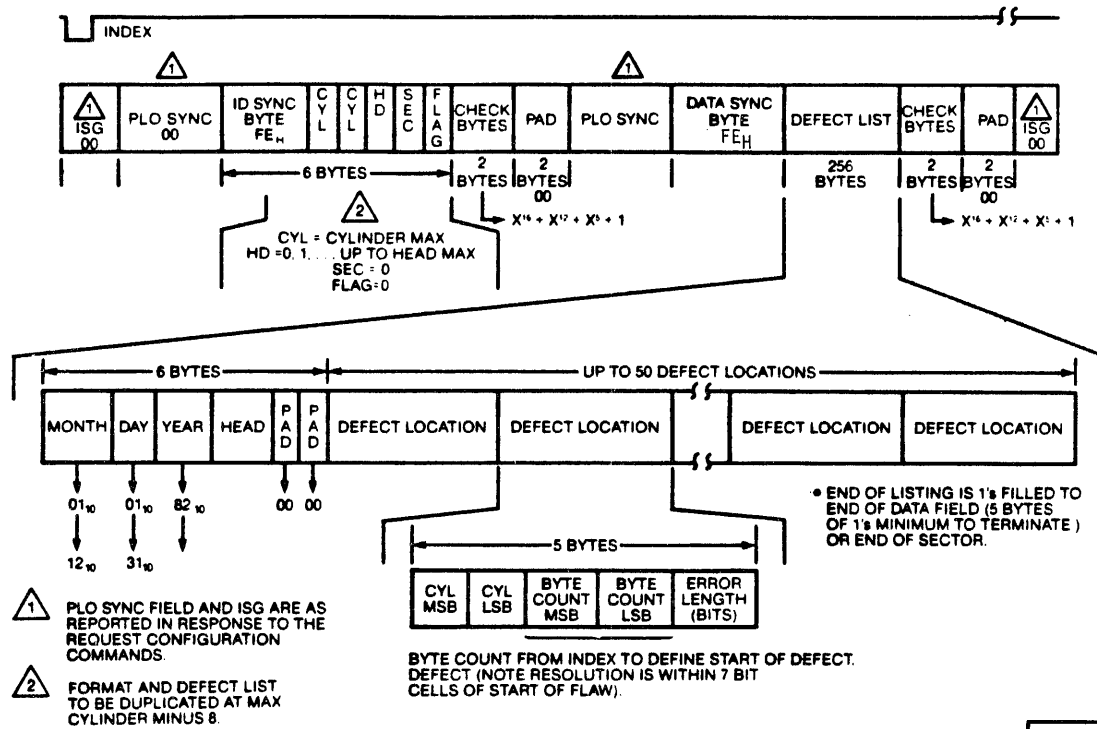 INDEX
1
1
1
ISG
00
PLO SYNC
00
ID SYNC
BYTE
FEH
CYL
CYL
HD
SEC
FLAG
CHECK
BYTES
PAD
PLO SYNC
DATA SYNC
BYTE
FEH
DEFECT LIST
CHECK
BYTES
PAD
1
ISG
00
6 BYTES
2
BYTES
2
BYTES
00
256
BYTES
2
BYTES
2
BYTES
00
X¹⁶ + X¹² + X⁵ + 1
X¹⁶ + X¹² + X⁵ + 1
2
CYL = CYLINDER MAX
HD =0, 1, ... UP TO HEAD MAX
SEC = 0
FLAG=0
6 BYTES
UP TO 50 DEFECT LOCATIONS
MONTH
DAY
YEAR
HEAD
PAD
PAD
DEFECT LOCATION
DEFECT LOCATION
DEFECT LOCATION
DEFECT LOCATION
01₁₀
01₁₀
82₁₀
00
00
12₁₀
31₁₀
• END OF LISTING IS 1's FILLED TO
END OF DATA FIELD (5 BYTES
OF 1's MINIMUM TO TERMINATE )
OR END OF SECTOR.
5 BYTES
CYL
MSB
CYL
LSB
BYTE
COUNT
MSB
BYTE
COUNT
LSB
ERROR
LENGTH
(BITS)
1
PLO SYNC FIELD AND ISG ARE AS
REPORTED IN RESPONSE TO THE
REQUEST CONFIGURATION
COMMANDS.
BYTE COUNT FROM INDEX TO DEFINE START OF DEFECT.
DEFECT (NOTE RESOLUTION IS WITHIN 7 BIT
CELLS OF START OF FLAW).
2
FORMAT AND DEFECT LIST
TO BE DUPLICATED AT MAX
CYLINDER MINUS 8.